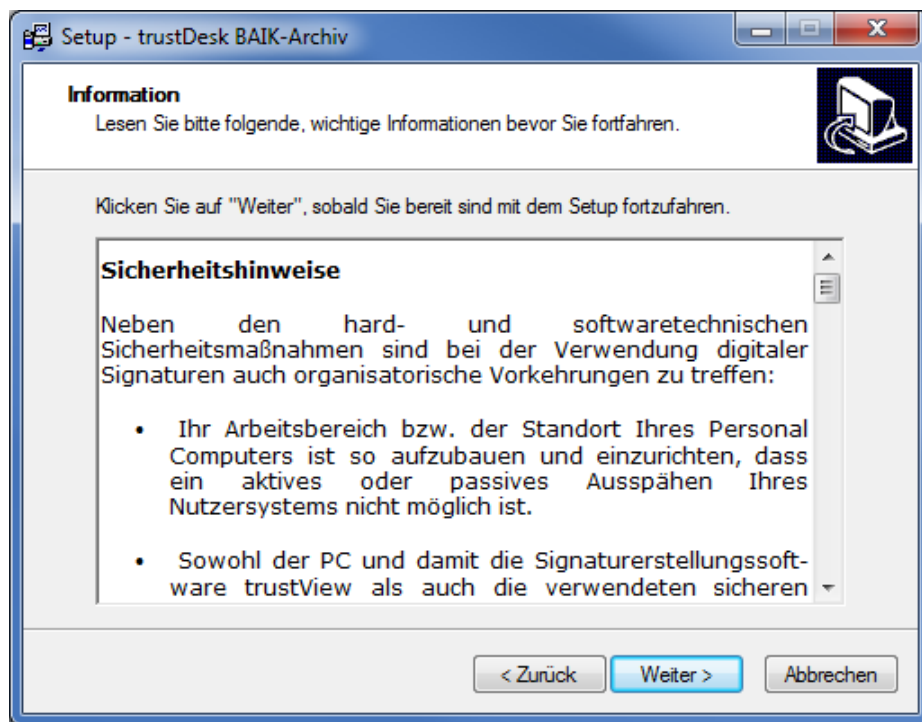 Setup - trustDesk BAIK-Archiv
Information
Lesen Sie bitte folgende, wichtige Informationen bevor Sie fortfahren.
Klicken Sie auf "Weiter", sobald Sie bereit sind mit dem Setup fortzufahren.
Sicherheitshinweise
Neben den hard- und softwaretechnischen
Sicherheitsmaßnahmen sind bei der Verwendung digitaler
Signaturen auch organisatorische Vorkehrungen zu treffen:
• Ihr Arbeitsbereich bzw. der Standort Ihres Personal
Computers ist so aufzubauen und einzurichten, dass
ein aktives oder passives Ausspähen Ihres
Nutzersystems nicht möglich ist.
• Sowohl der PC und damit die Signaturerstellungssoft-
ware trustView als auch die verwendeten sicheren
< Zurück
Weiter >
Abbrechen